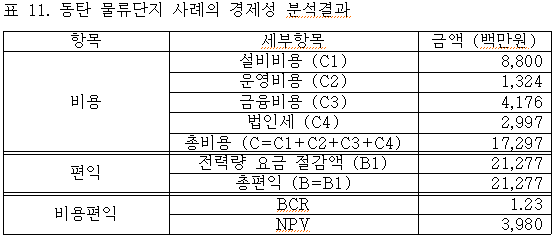 표 11. 동탄 물류단지 사례의 경제성 분석결과
항목 세부항목 금액 (백만원)
비용 설비비용 (C1) 8,800
운영비용 (C2) 1,324
금융비용 (C3) 4,176
법인세 (C4) 2,997
총비용 (C=C1+C2+C3+C4) 17,297
편익 전력량 요금 절감액 (B1) 21,277
총편익 (B=B1) 21,277
비용편익 BCR 1.23
NPV 3,980